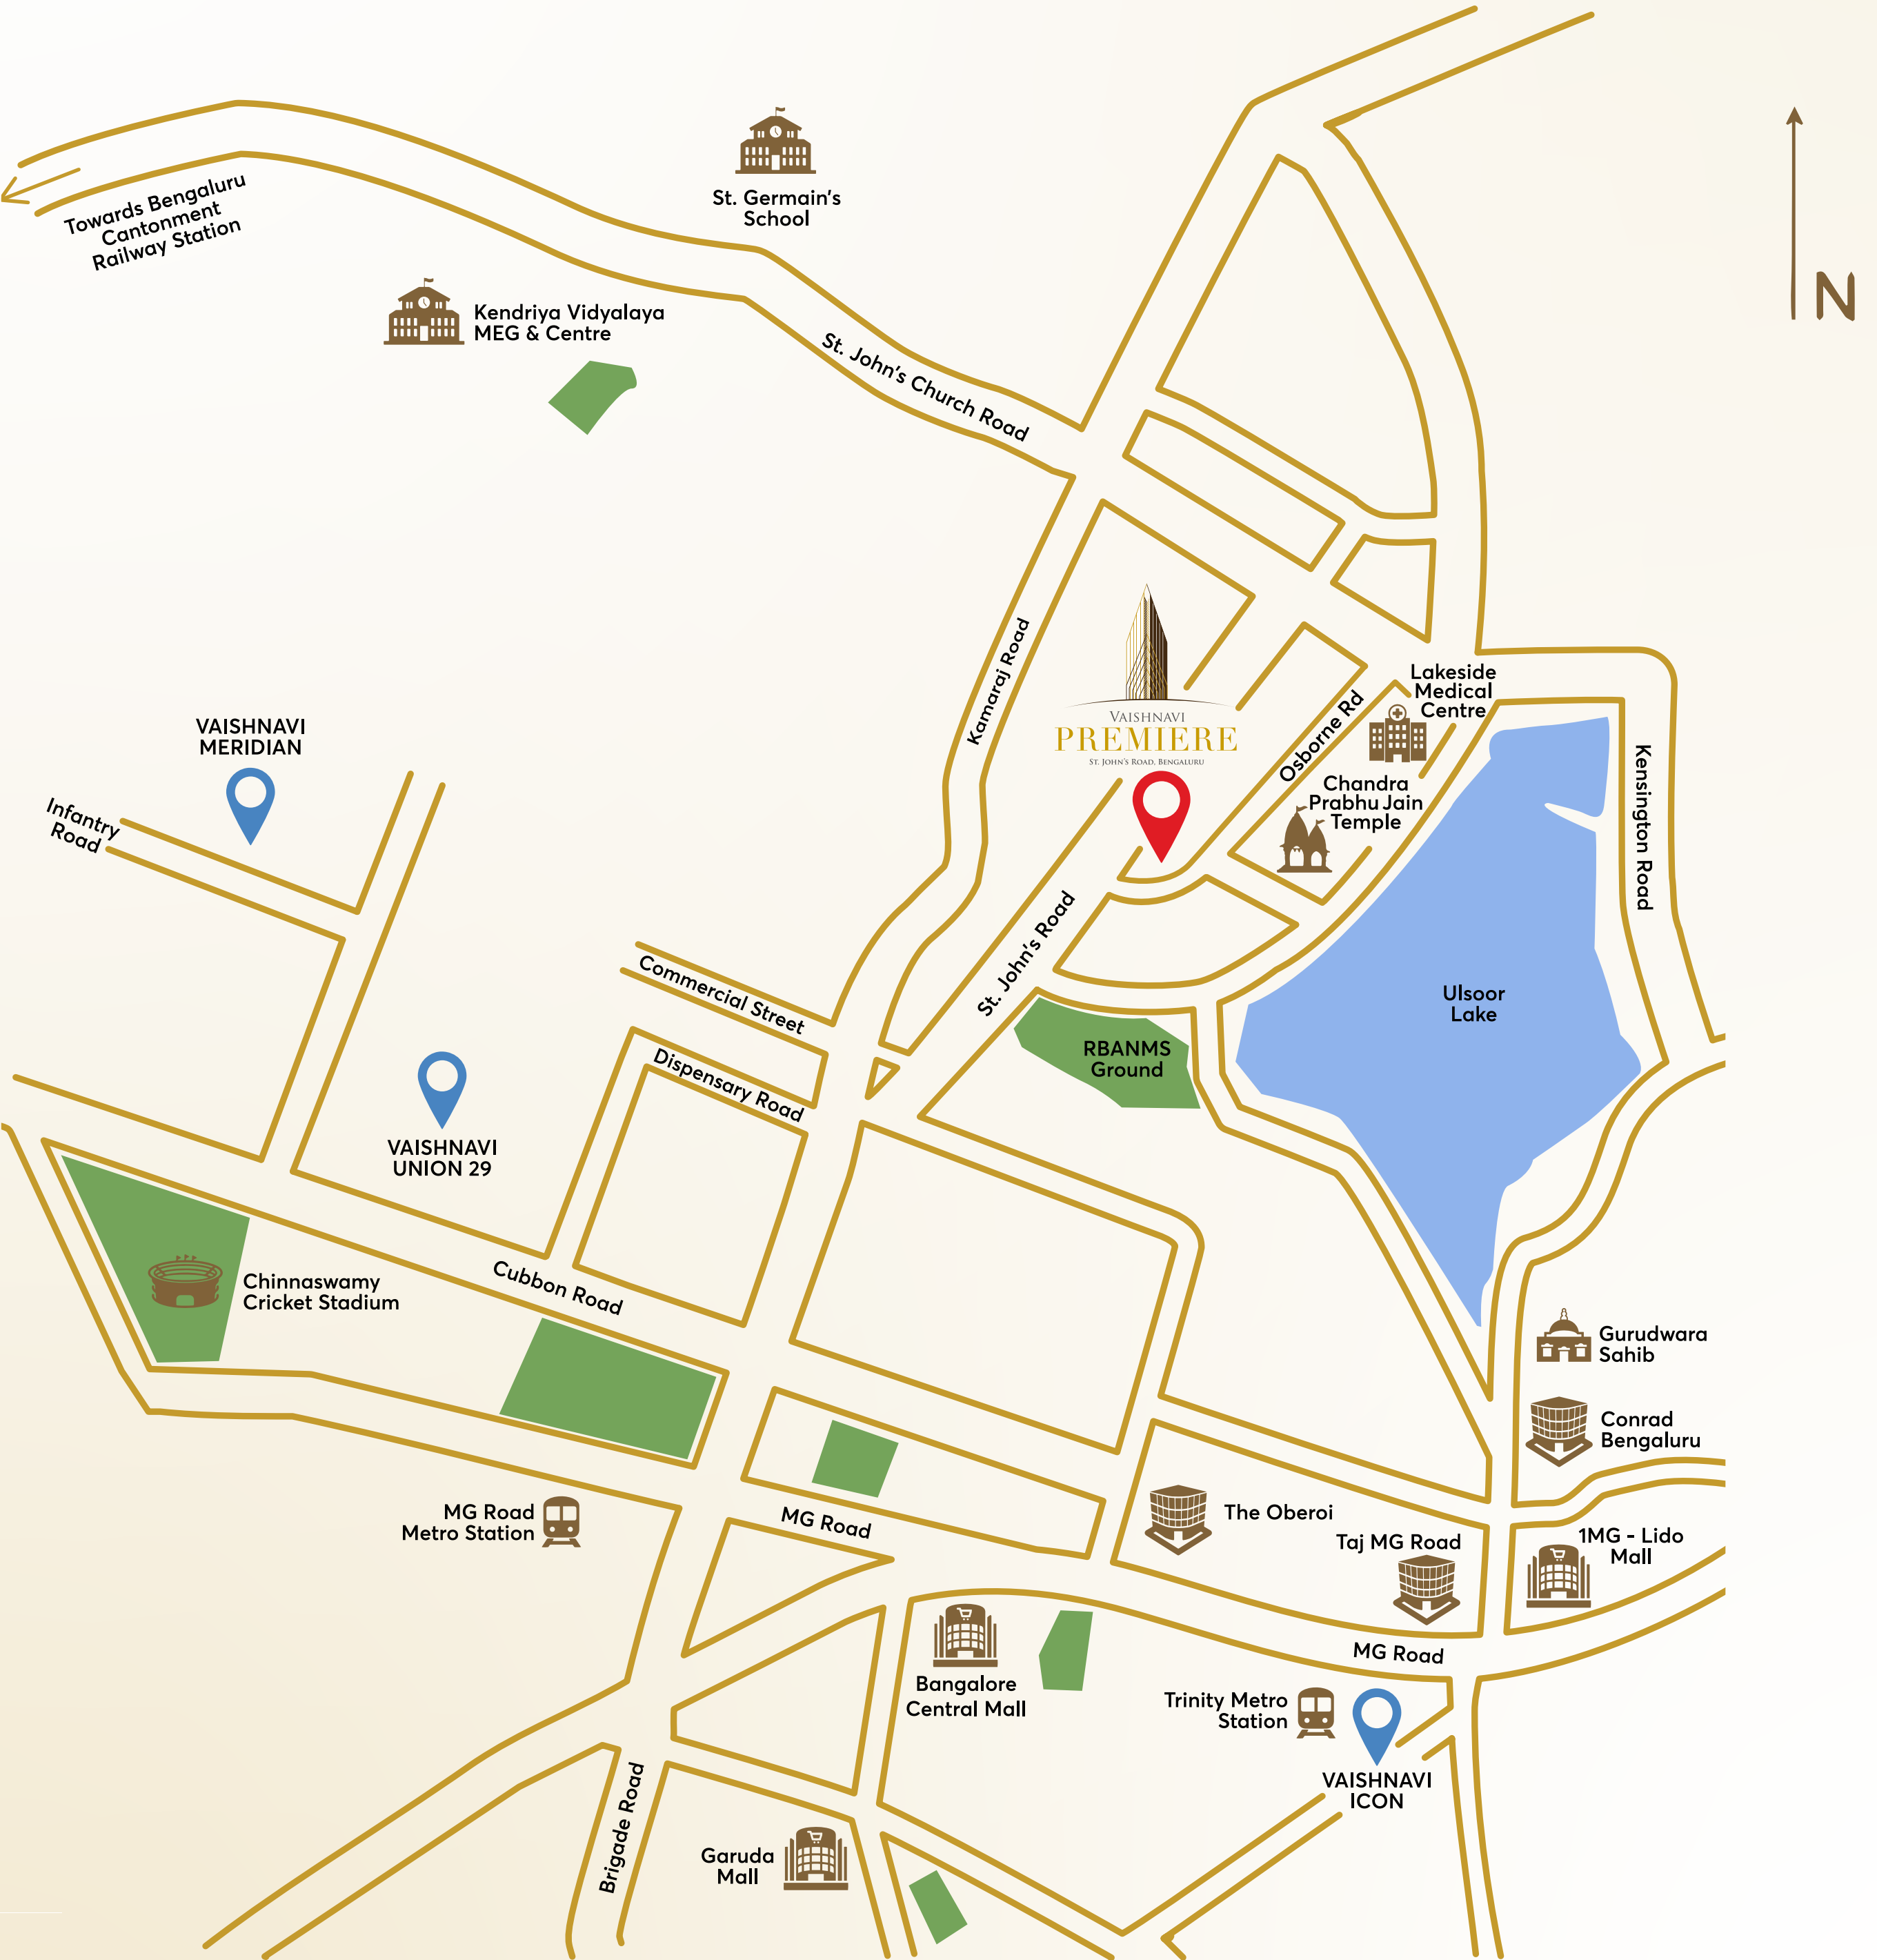 St. Germain's
School
Towards Bengaluru
Cantonment
Railway Station
N
Kendriya Vidyalaya
MEG & Centre
St. John's Church Road
Kamaraj Road
VAISHNAVI
PREMIERE
ST. JOHN'S ROAD, BENGALURU
Lakeside
Medical
Centre
Osborne Rd
Chandra
Prabhu Jain
Temple
Kensington Road
VAISHNAVI
MERIDIAN
Infantry
Road
St. John's Road
Commercial Street
Ulsoor
Lake
RBANMS
Ground
Dispensary Road
VAISHNAVI
UNION 29
Chinnaswamy
Cricket Stadium
Cubbon Road
Gurudwara
Sahib
Conrad
Bengaluru
MG Road
Metro Station
MG Road
The Oberoi
Taj MG Road
1MG - Lido
Mall
MG Road
Bangalore
Central Mall
Trinity Metro
Station
VAISHNAVI
ICON
Brigade Road
Garuda
Mall